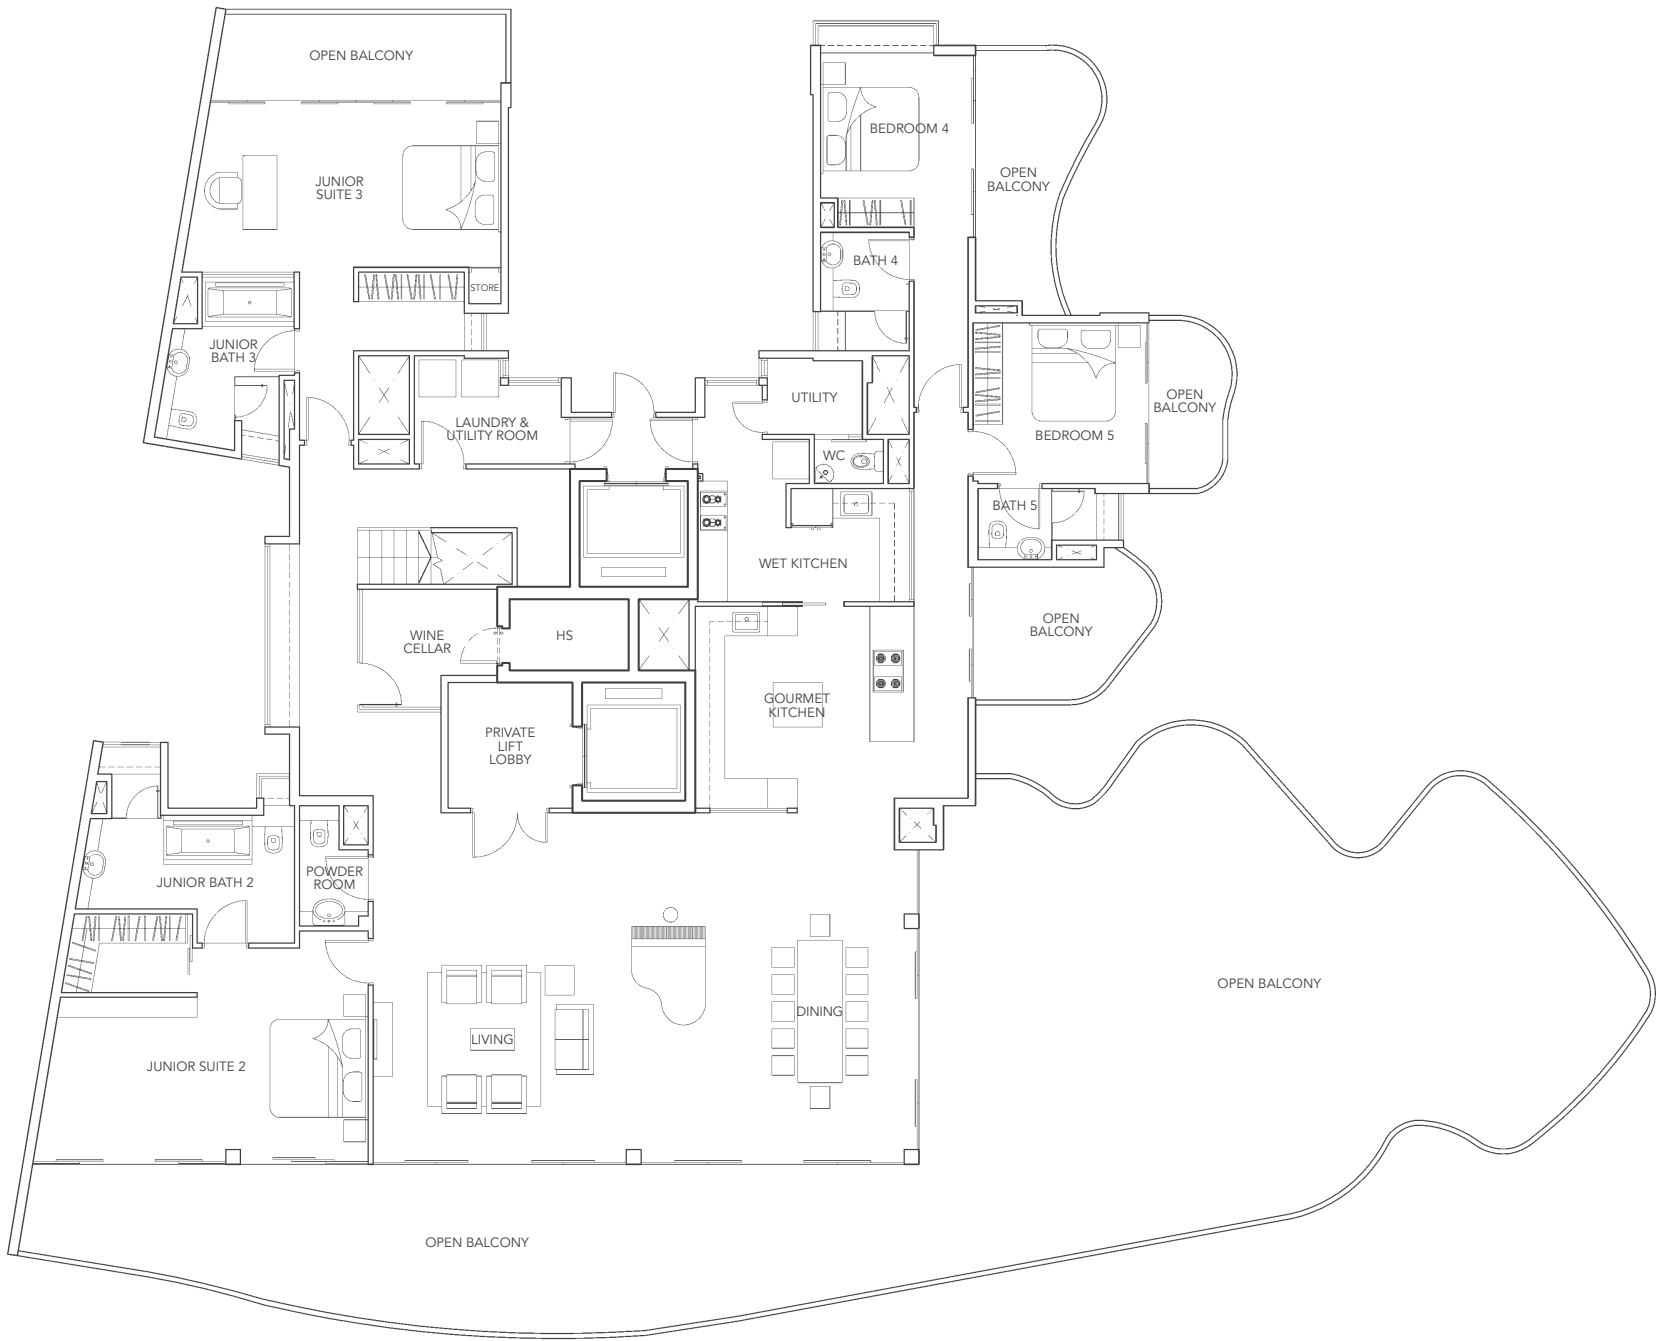 OPEN BALCONY
BEDROOM 4
OPEN
BALCONY
JUNIOR
SUITE 3
BATH 4
STORE
JUNIOR
BATH 3
UTILITY
OPEN
BALCONY
LAUNDRY &
UTILITY ROOM
BEDROOM 5
WC
BATH 5
WET KITCHEN
WINE
CELLAR
HS
OPEN
BALCONY
GOURMET
KITCHEN
PRIVATE
LIFT
LOBBY
POWDER
ROOM
JUNIOR BATH 2
OPEN BALCONY
DINING
LIVING
JUNIOR SUITE 2
OPEN BALCONY